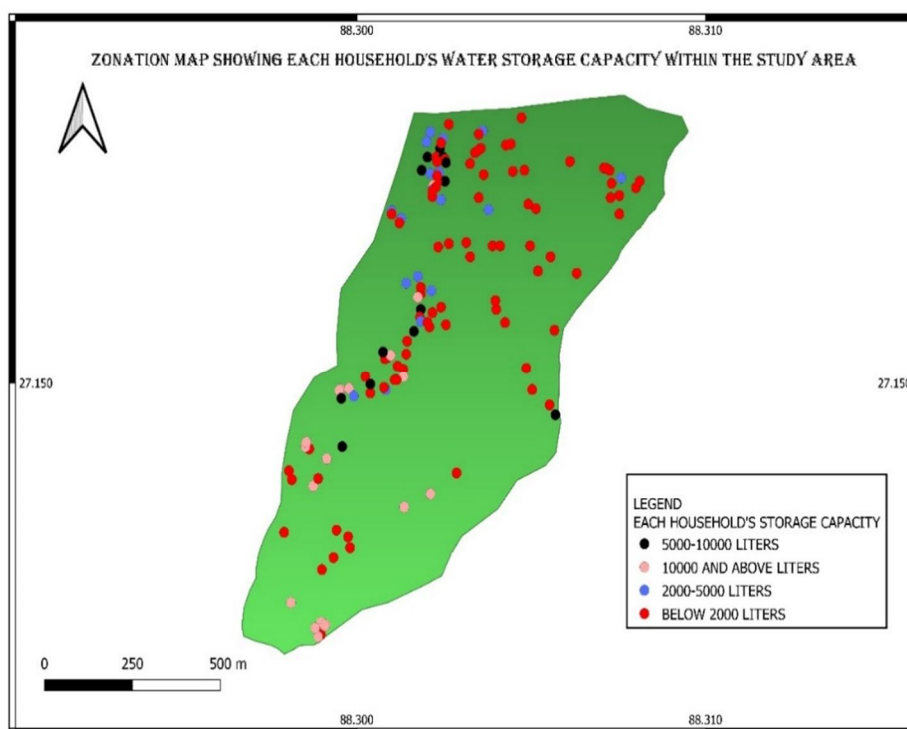 88.300 88.310
ZONATION MAP SHOWING EACH HOUSEHOLD'S WATER STORAGE CAPACITY WITHIN THE STUDY AREA
27.150 27.150
LEGEND
EACH HOUSEHOLD'S STORAGE CAPACITY
5000-10000 LITERS
10000 AND ABOVE LITERS
2000-5000 LITERS
BELOW 2000 LITERS
0 250 500 m
88.300 88.310